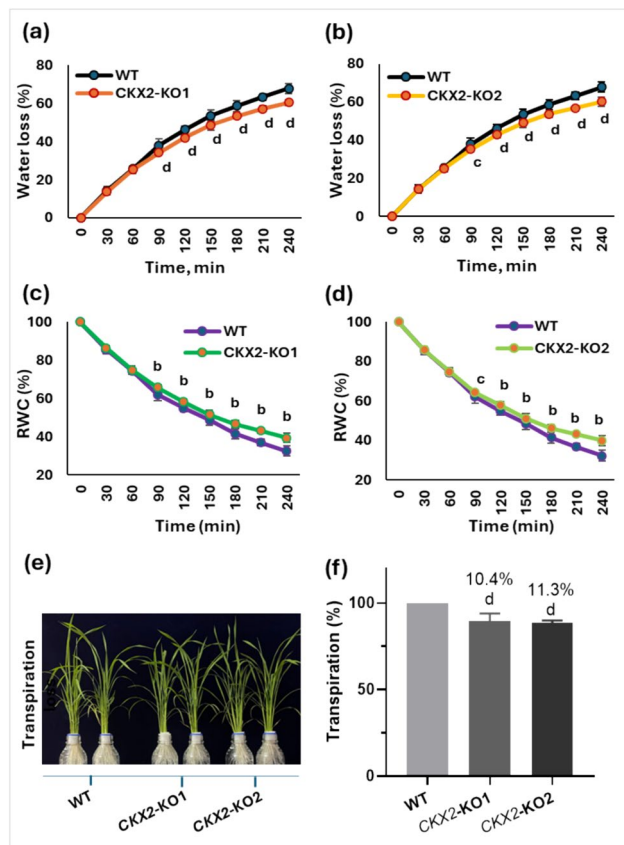 (a)
Water loss (%)
80
60
40
20
0
WT
CKX2-KO1
d d d d d d
0 30 60 90 120 150 180 210 240
Time, min
(b)
Water loss (%)
80
60
40
20
0
WT
CKX2-KO2
c d d d d d
0 30 60 90 120 150 180 210 240
Time, min
(c)
RWC (%)
100
80
60
40
20
WT
CKX2-KO1
b b b b b b
0 30 60 90 120 150 180 210 240
Time (min)
(d)
RWC (%)
100
80
60
40
20
WT
CKX2-KO2
c b b b b b
0 30 60 90 120 150 180 210 240
Time (min)
(e)
Transpiration
WT
CKX2-KO1
CKX2-KO2
(f)
Transpiration (%)
100
90
0
10.4%
d
11.3%
d
WT
CKX2-KO1
CKX2-KO2